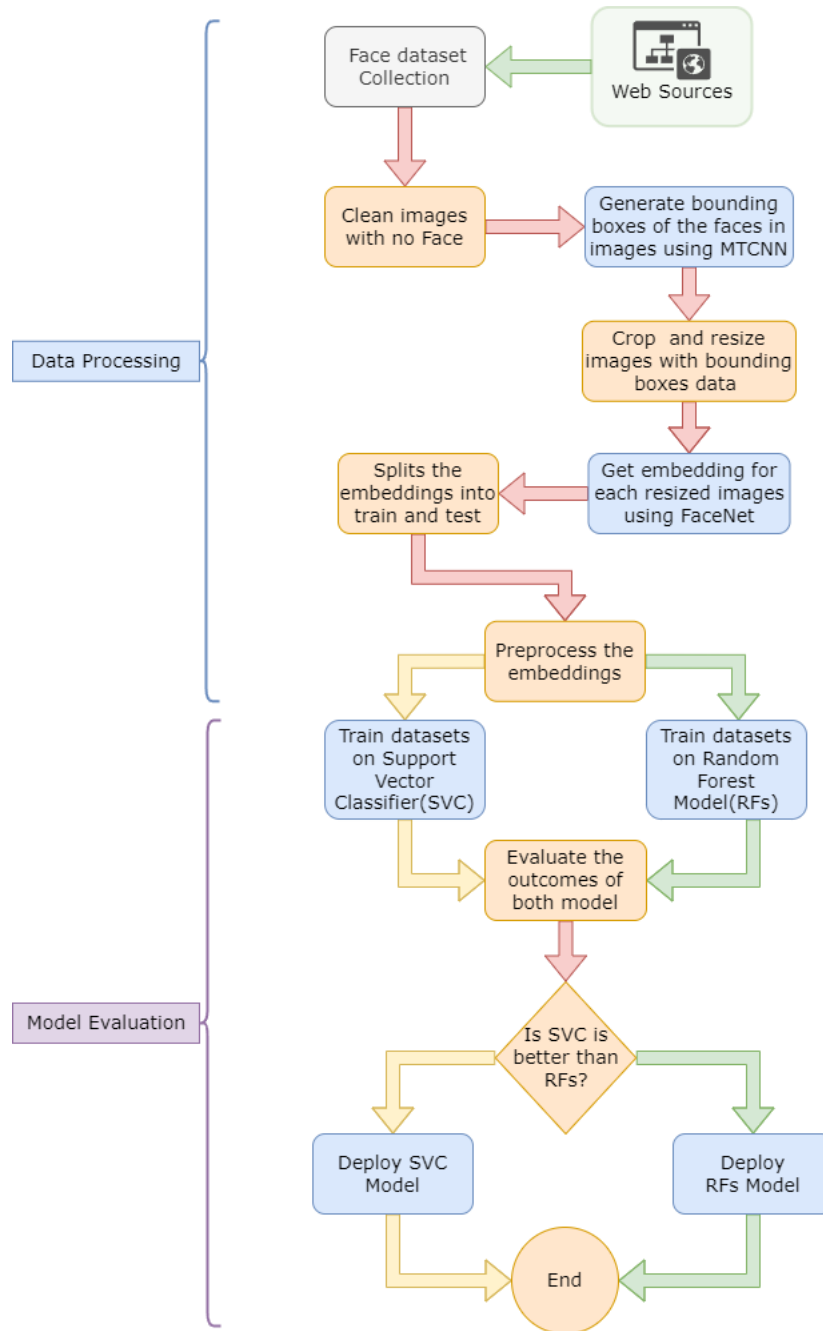 Face dataset
Collection
Web Sources
Clean images
with no Face
Generate bounding
boxes of the faces in
images using MTCNN
Data Processing
Crop and resize
images with bounding
boxes data
Splits the
embeddings into
train and test
Get embedding for
each resized images
using FaceNet
Preprocess the
embeddings
Train datasets
on Support
Vector
Classifier(SVC)
Train datasets
on Random
Forest
Model(RFs)
Evaluate the
outcomes of
both model
Model Evaluation
Is SVC is
better than
RFs?
Deploy SVC
Model
Deploy
RFs Model
End